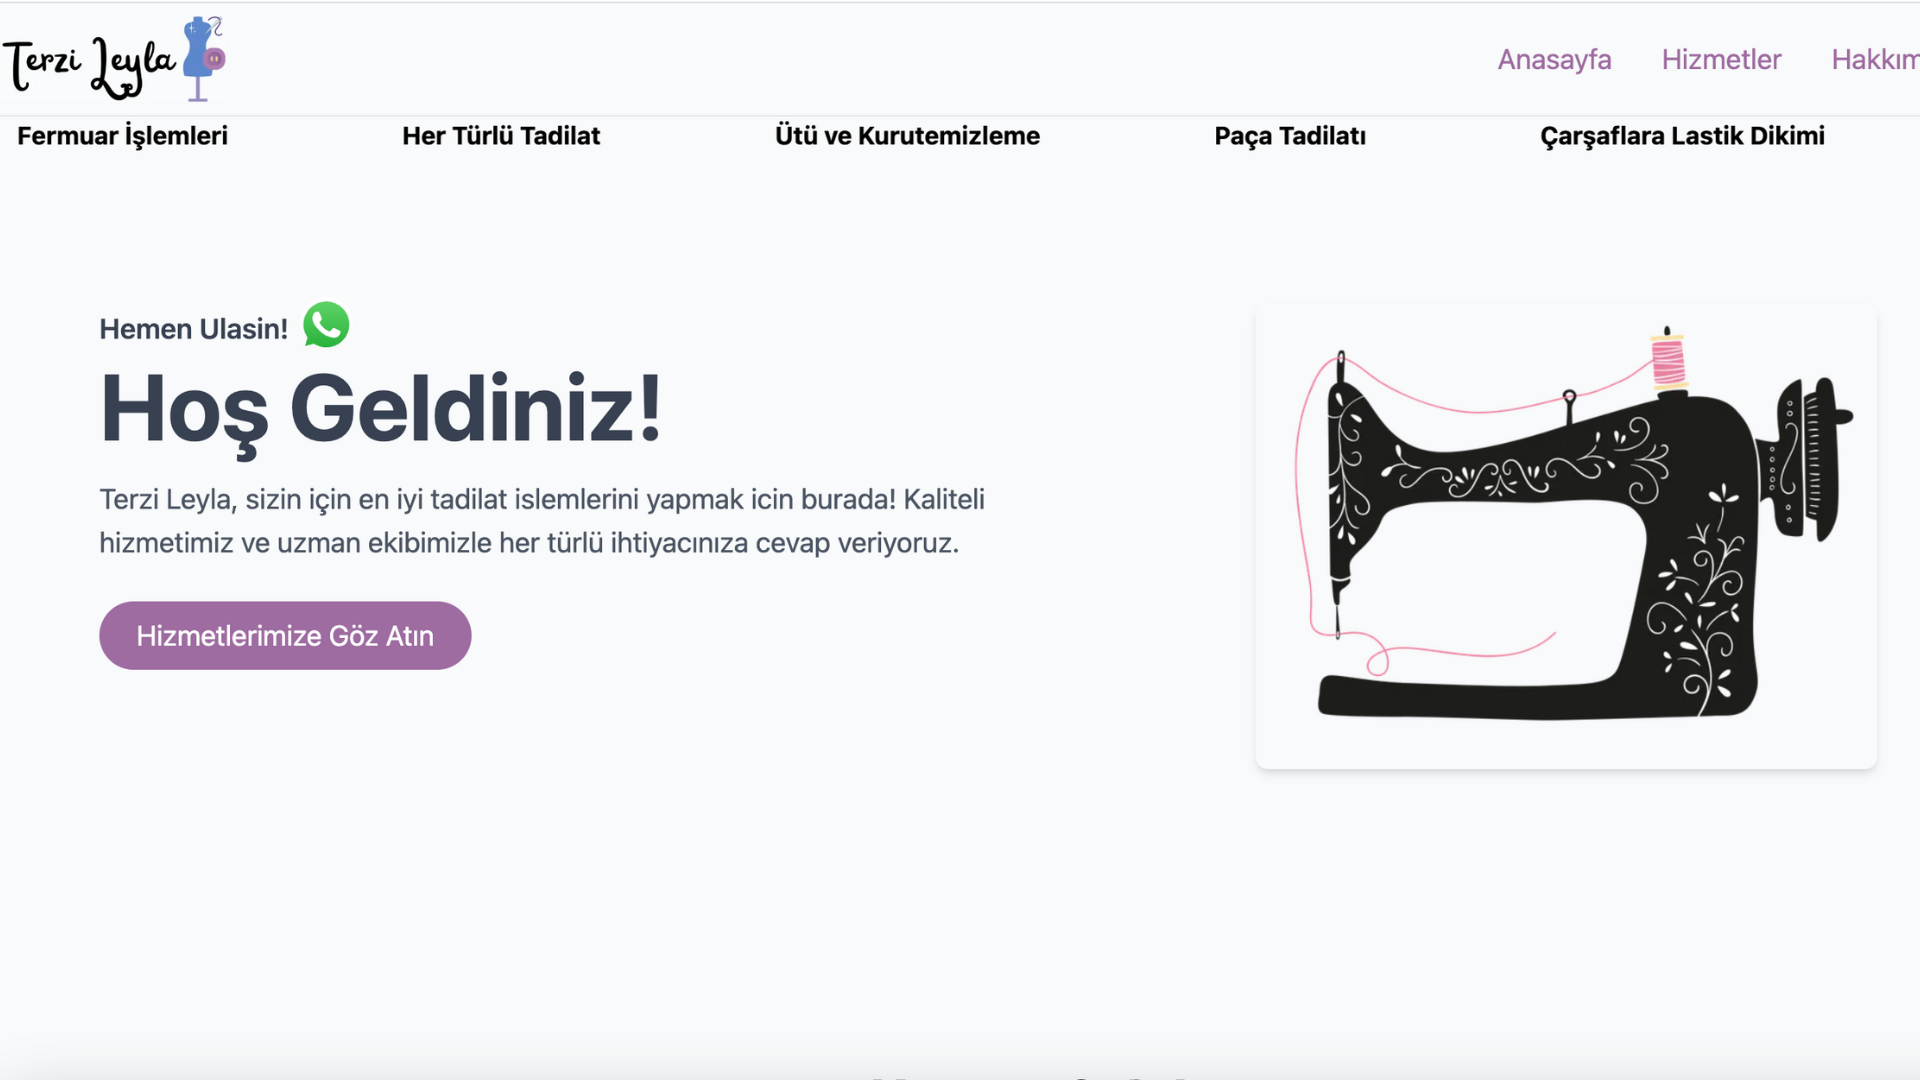 Terzi Leyla
Anasayfa Hizmetler Hakkım
Fermuar İşlemleri Her Türlü Tadilat Ütü ve Kurutemizleme Paça Tadilatı Çarşaflara Lastik Dikimi
Hemen Ulasin!
Hoş Geldiniz!
Terzi Leyla, sizin için en iyi tadilat islemlerini yapmak icin burada! Kaliteli
hizmetimiz ve uzman ekibimizle her türlü ihtiyacınıza cevap veriyoruz.
Hizmetlerimize Göz Atın